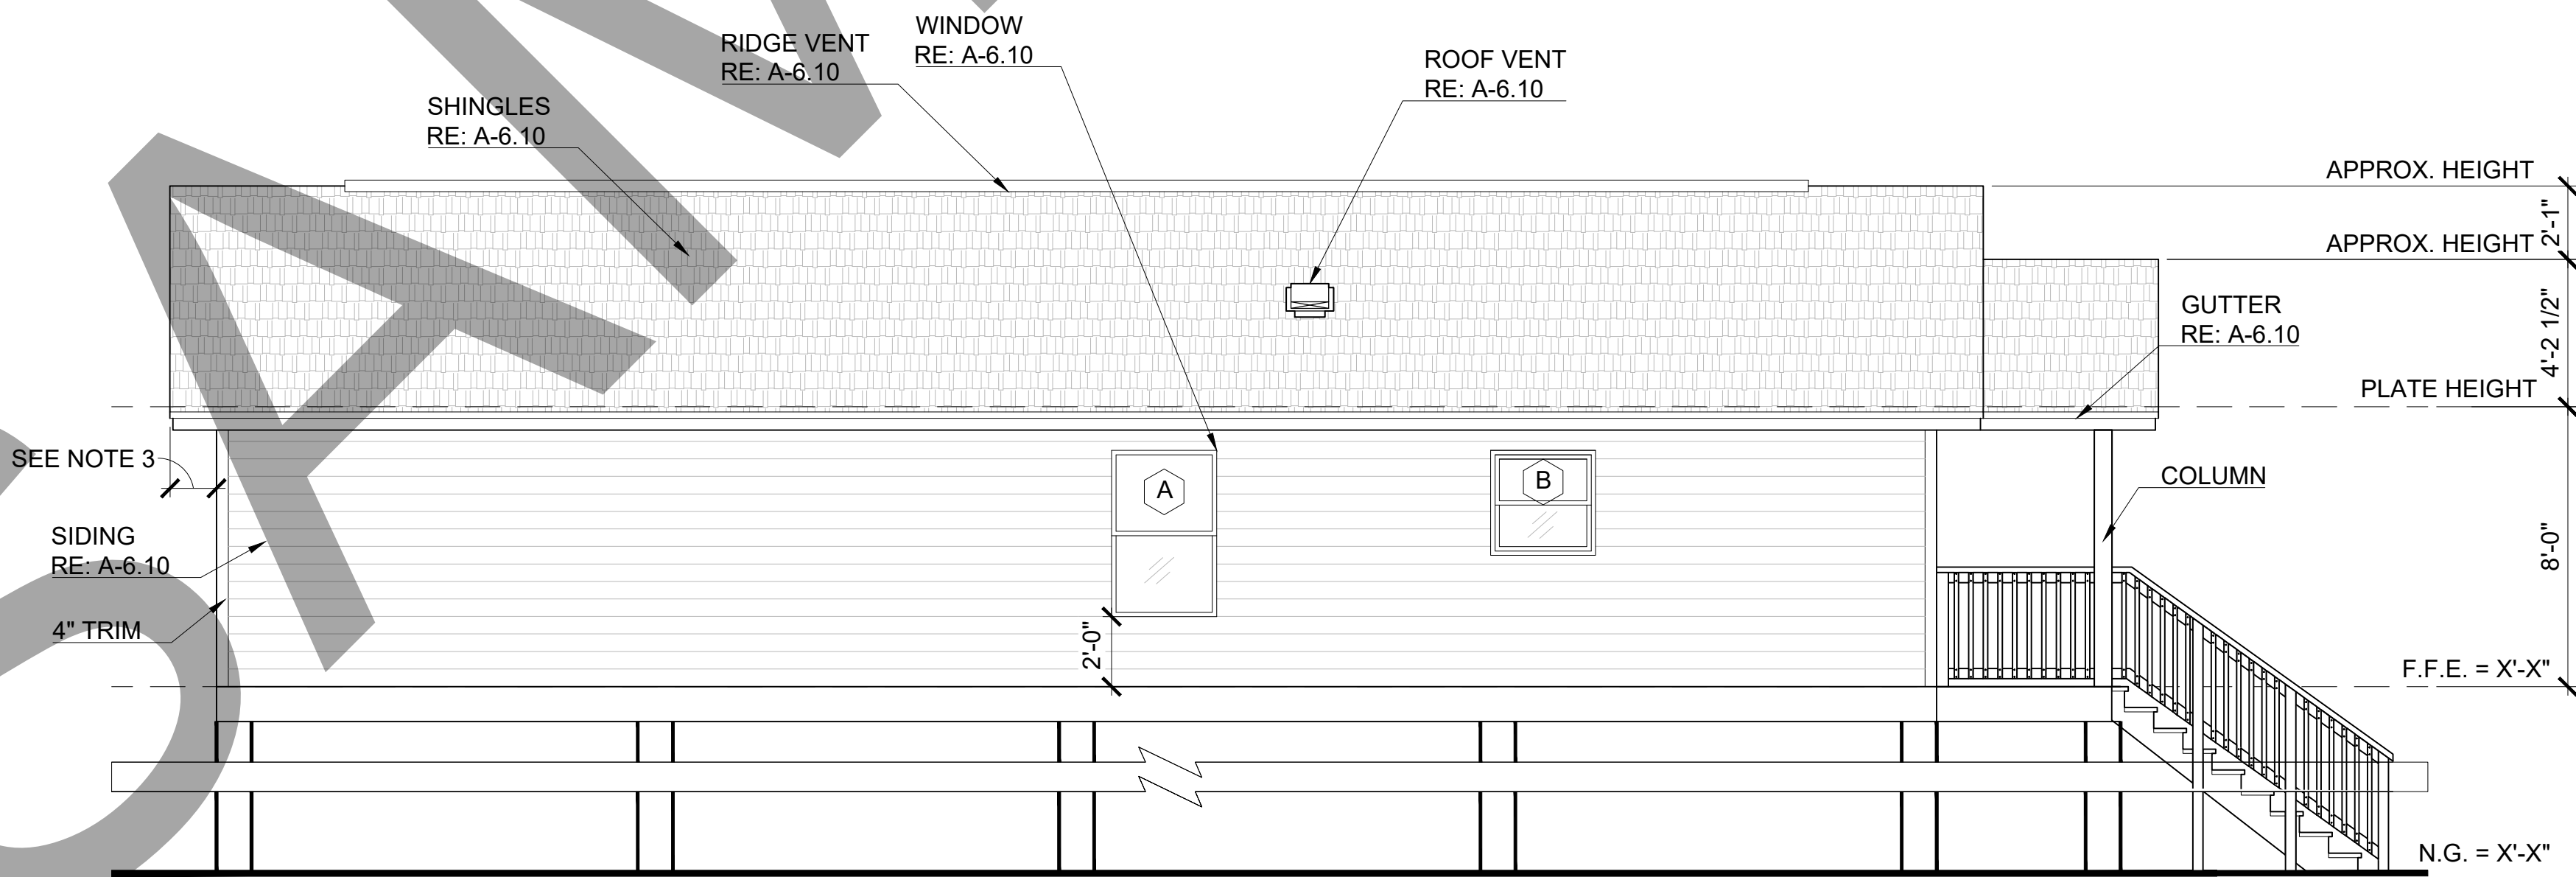 WINDOW
RE: A-6.10
RIDGE VENT
RE: A-6.10
ROOF VENT
RE: A-6.10
SHINGLES
RE: A-6.10
APPROX. HEIGHT
2'-1"
APPROX. HEIGHT
GUTTER
RE: A-6.10
4'-2 1/2"
PLATE HEIGHT
SEE NOTE 3
A
B
COLUMN
SIDING
RE: A-6.10
8'-0"
4" TRIM
2'-0"
F.F.E. = X'-X"
N.G. = X'-X"